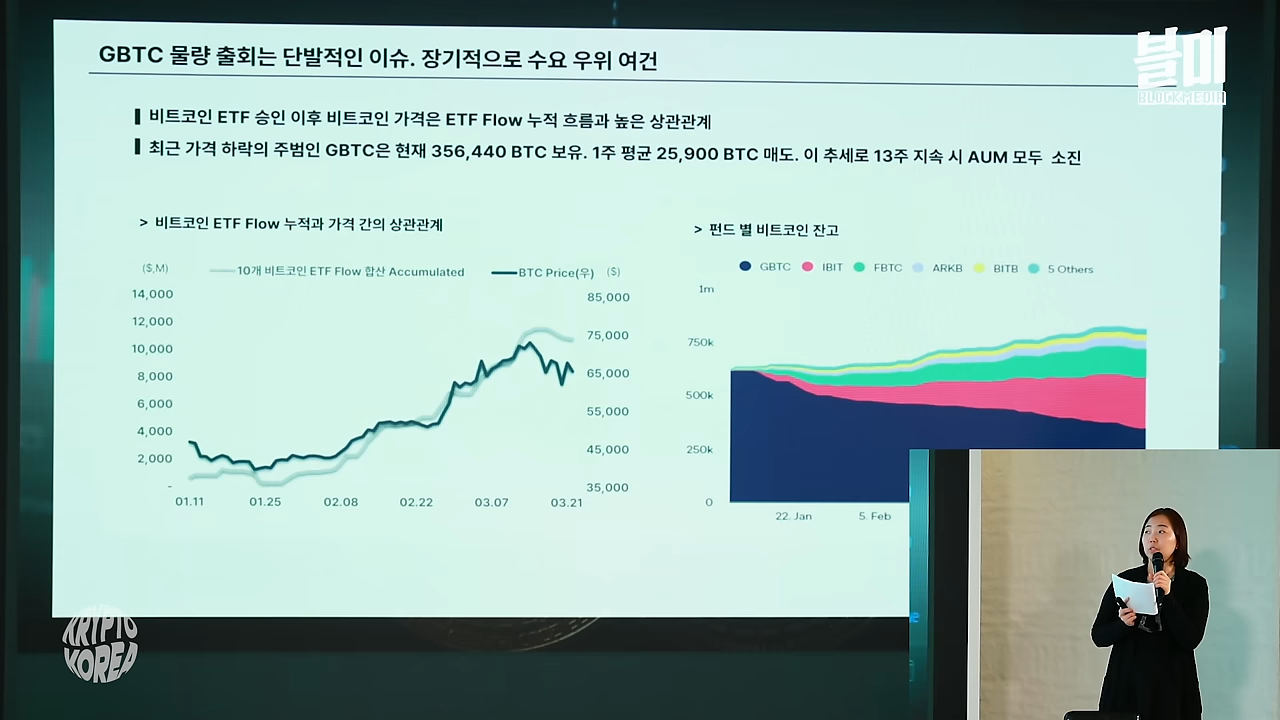 GBTC 물량 출회는 단발적인 이슈. 장기적으로 수요 우위 여건
블미
BLOCKMEDIA
비트코인 ETF 승인 이후 비트코인 가격은 ETF Flow 누적 흐름과 높은 상관관계
최근 가격 하락의 주범인 GBTC은 현재 356,440 BTC 보유. 1주 평균 25,900 BTC 매도. 이 추세로 13주 지속 시 AUM 모두 소진
> 비트코인 ETF Flow 누적과 가격 간의 상관관계
($,M) 10개 비트코인 ETF Flow 합산 Accumulated BTC Price(우) ($)
14,000
12,000
10,000
8,000
6,000
4,000
2,000
-
85,000
75,000
65,000
55,000
45,000
35,000
01.11 01.25 02.08 02.22 03.07 03.21
> 펀드 별 비트코인 잔고
GBTC IBIT FBTC ARKB BITB 5 Others
1m
750k
500k
250k
0
22. Jan 5. Feb
KRYPTO
KOREA